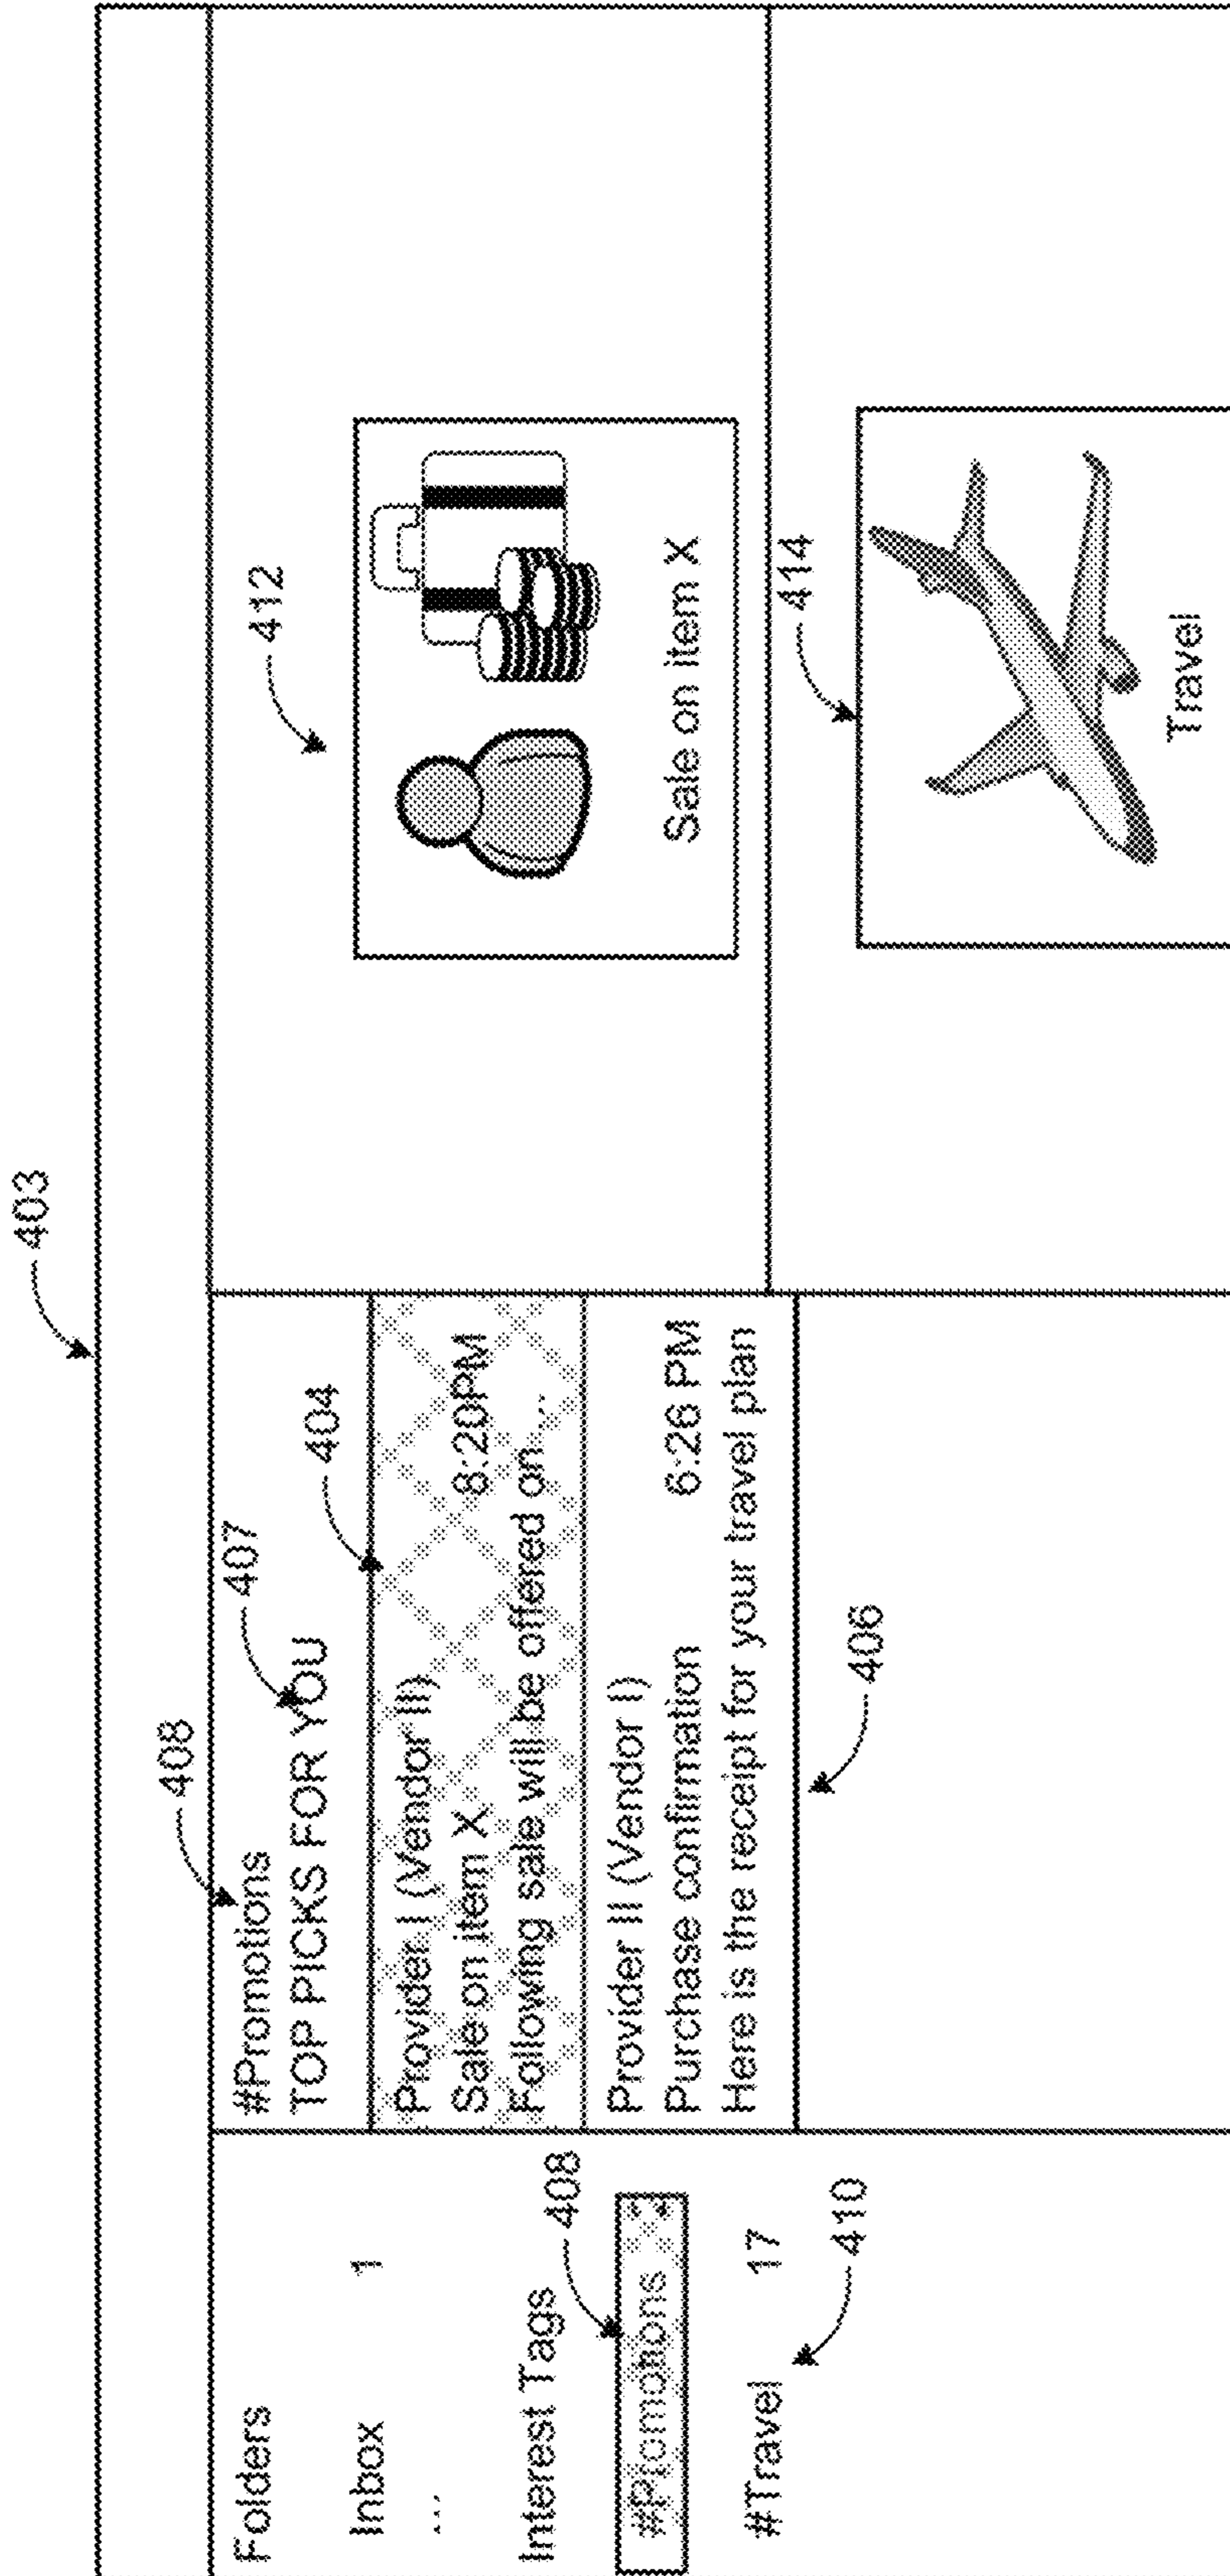 403
Folders
Inbox 1
...
Interest Tags
408
#Promotions 2
#Travel 17
410
408
#Promotions
407
TOP PICKS FOR YOU
404
Provider I (Vendor II)
Sale on item X 8:20PM
Following sale will be offered on ...
Provider II (Vendor I)
Purchase confirmation 6:26 PM
Here is the receipt for your travel plan
406
412
Sale on item X
414
Travel